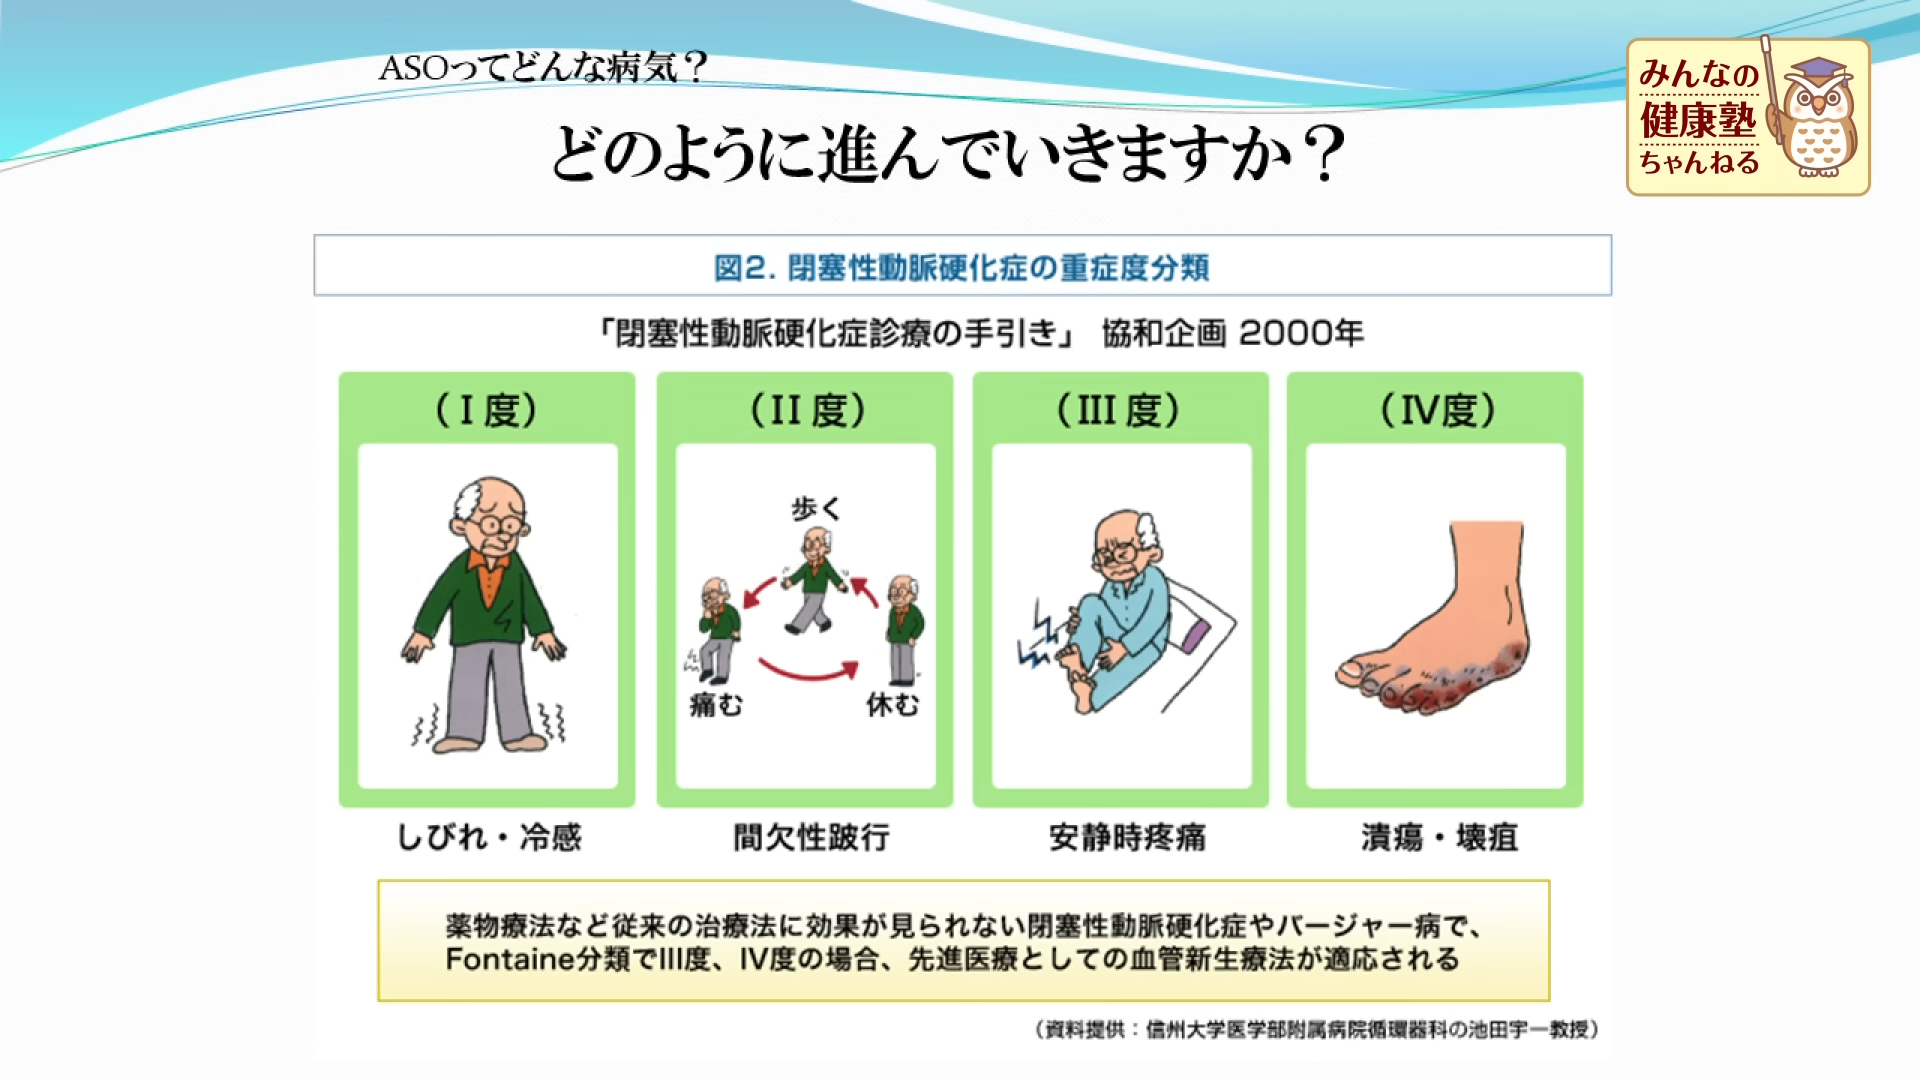 ASOってどんな病気？
みんなの
健康塾
ちゃんねる
どのように進んでいきますか？
図2. 閉塞性動脈硬化症の重症度分類
「閉塞性動脈硬化症診療の手引き」 協和企画 2000年
（Ⅰ度）
（II度）
（Ⅲ度）
（Ⅳ度）
歩く
痛む
休む
しびれ・冷感
間欠性跛行
安静時疼痛
潰瘍・壊疽
薬物療法など従来の治療法に効果が見られない閉塞性動脈硬化症やバージャー病で、
Fontaine分類でIII度、IV度の場合、先進医療としての血管新生療法が適応される
（資料提供：信州大学医学部附属病院循環器科の池田宇一教授）